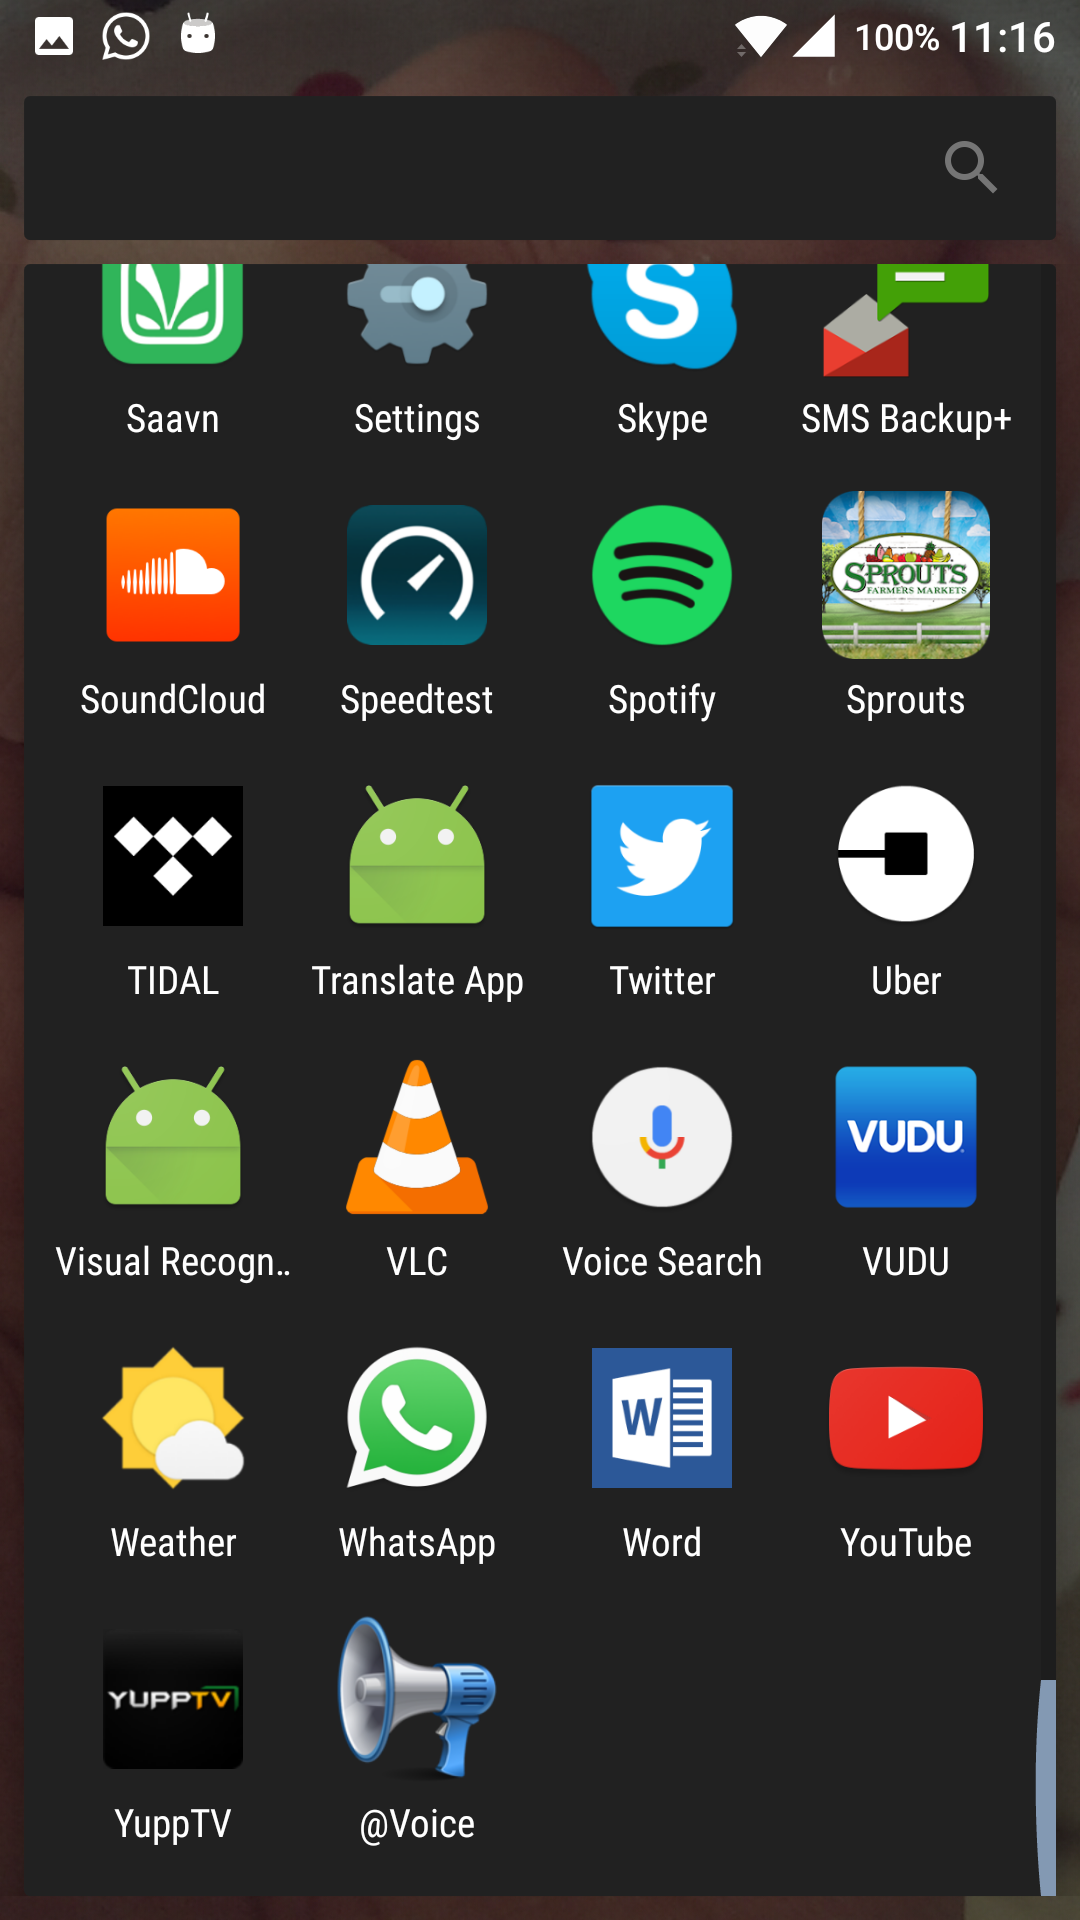 100% 11:16
Saavn Settings Skype SMS Backup+
SPROUTS
FARMERS MARKETS
SoundCloud Speedtest Spotify Sprouts
TIDAL Translate App Twitter Uber
VUDU
Visual Recogn.. VLC Voice Search VUDU
W
Weather WhatsApp Word YouTube
YUPPTV
YuppTV @Voice